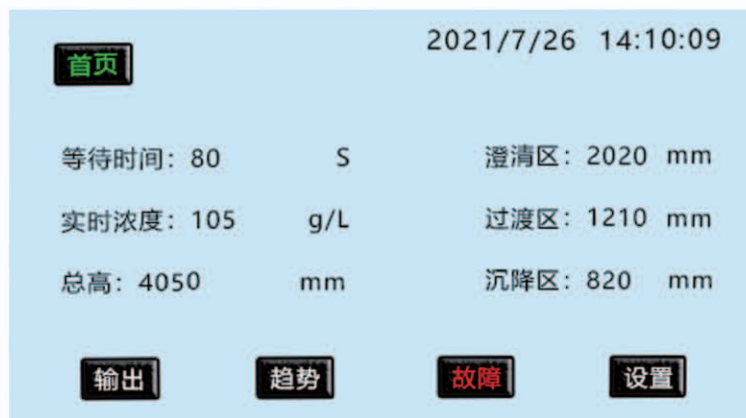 2021/7/26 14:10:09
首页
等待时间：80 S 澄清区：2020 mm
实时浓度：105 g/L 过渡区：1210 mm
总高：4050 mm 沉降区：820 mm
输出 趋势 故障 设置